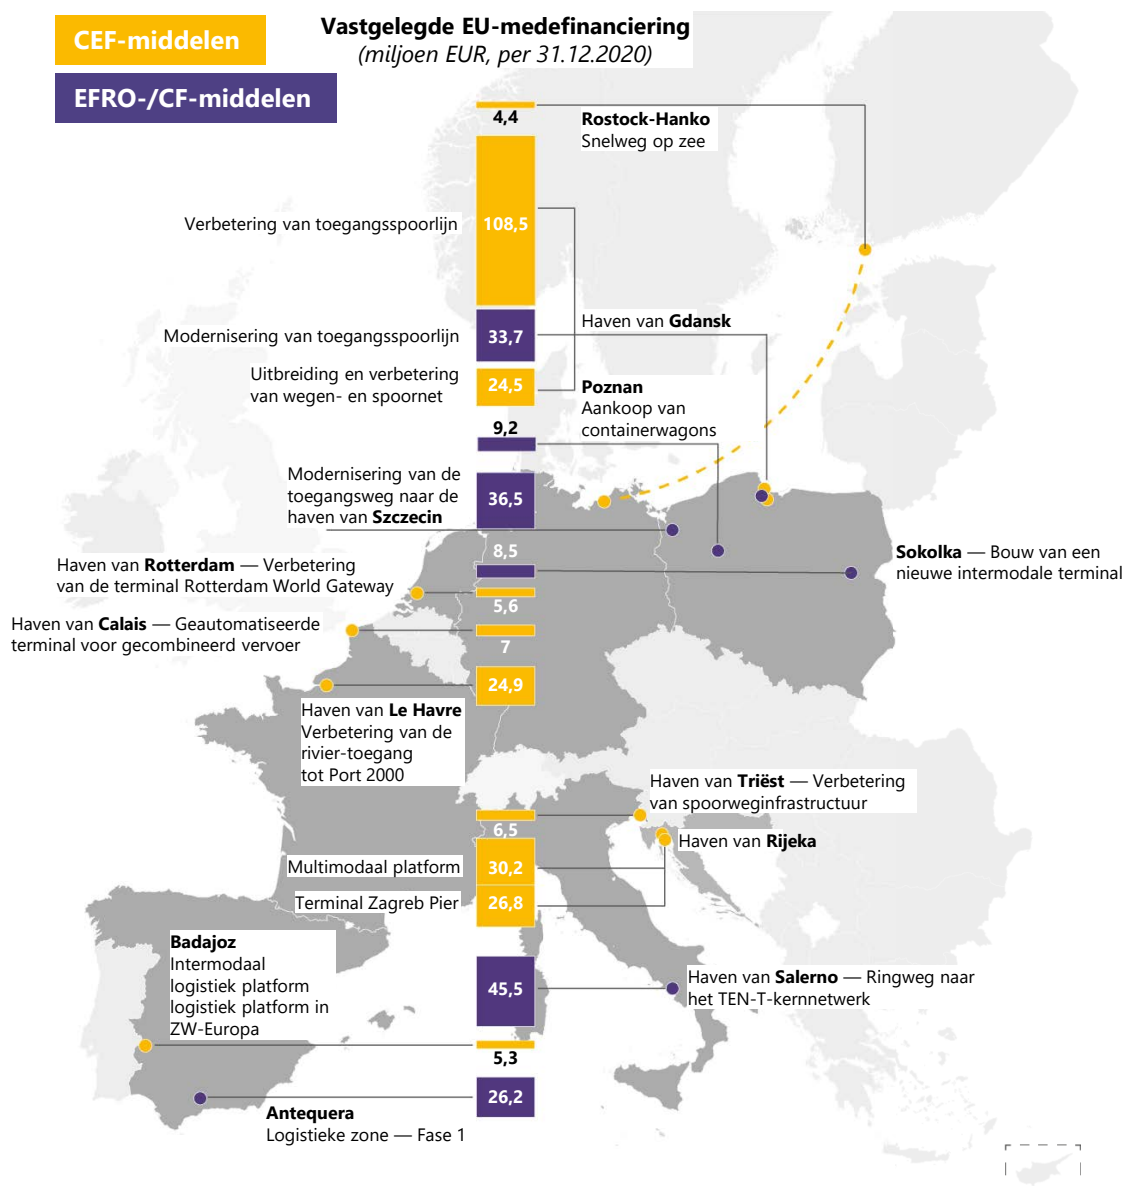 CEF-middelen
EFRO-/CF-middelen
Vastgelegde EU-medefinanciering
(miljoen EUR, per 31.12.2020)
4,4
Rostock-Hanko
Snelweg op zee
Verbetering van toegangsspoorlijn
108,5
Haven van Gdansk
Modernisering van toegangsspoorlijn
33,7
Uitbreiding en verbetering
van wegen- en spoornet
24,5
Poznan
Aankoop van
containerwagons
9,2
Modernisering van de
toegangsweg naar de
haven van Szczecin
36,5
8,5
Sokolka — Bouw van een
nieuwe intermodale terminal
Haven van Rotterdam — Verbetering
van de terminal Rotterdam World Gateway
5,6
Haven van Calais — Geautomatiseerde
terminal voor gecombineerd vervoer
7
24,9
Haven van Le Havre
Verbetering van de
rivier-toegang
tot Port 2000
Haven van Triëst — Verbetering
van spoorweginfrastructuur
6,5
Haven van Rijeka
Multimodaal platform
30,2
Terminal Zagreb Pier
26,8
Badajoz
Intermodaal
logistiek platform
logistiek platform in
ZW-Europa
45,5
Haven van Salerno — Ringweg naar
het TEN-T-kernnetwerk
5,3
26,2
Antequera
Logistieke zone — Fase 1